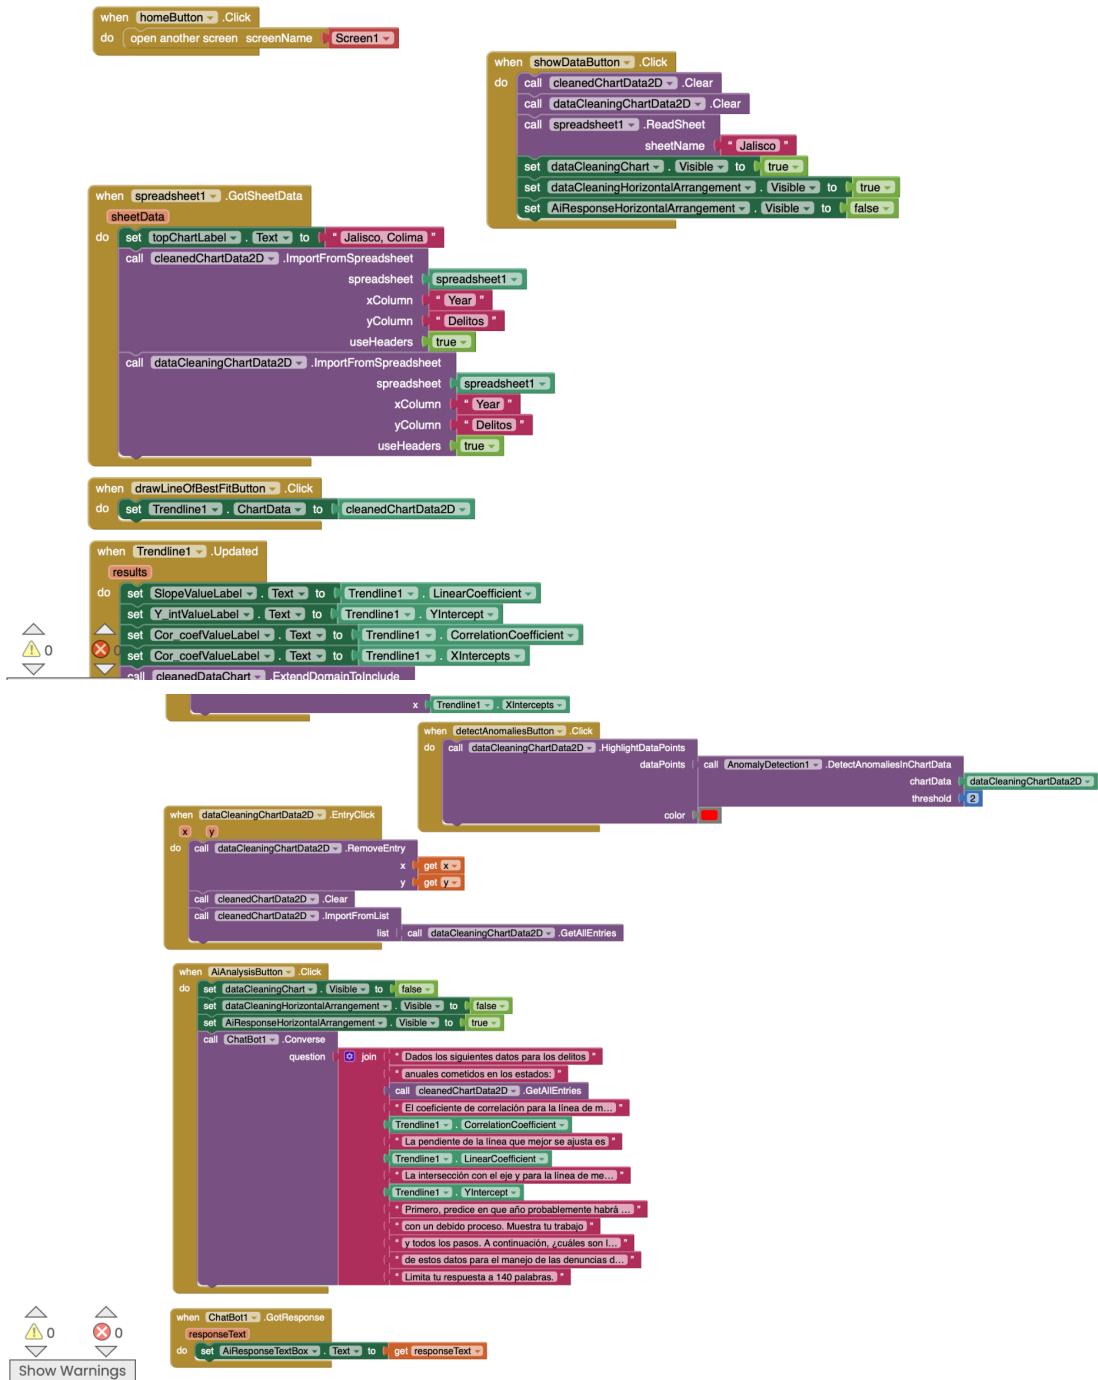 when homeButton .Click
do open another screen screenName Screen1
when showDataButton .Click
do call cleanedChartData2D .Clear
call dataCleaningChartData2D .Clear
call spreadsheet1 .ReadSheet
sheetName " Jalisco "
set dataCleaningChart . Visible to true
set dataCleaningHorizontalArrangement . Visible to true
set AiResponseHorizontalArrangement . Visible to false
when spreadsheet1 .GotSheetData
sheetData
do set topChartLabel . Text to " Jalisco, Colima "
call cleanedChartData2D .ImportFromSpreadsheet
spreadsheet spreadsheet1
xColumn " Year "
yColumn " Delitos "
useHeaders true
call dataCleaningChartData2D .ImportFromSpreadsheet
spreadsheet spreadsheet1
xColumn " Year "
yColumn " Delitos "
useHeaders true
when drawLineOfBestFitButton .Click
do set Trendline1 . ChartData to cleanedChartData2D
when Trendline1 .Updated
results
do set SlopeValueLabel . Text to Trendline1 . LinearCoefficient
set Y_intValueLabel . Text to Trendline1 . YIntercept
set Cor_coefValueLabel . Text to Trendline1 . CorrelationCoefficient
set Cor_coefValueLabel . Text to Trendline1 . XIntercepts
call cleanedDataChart .ExtendDomainToInclude
0 0
x Trendline1 . XIntercepts
when detectAnomaliesButton .Click
do call dataCleaningChartData2D .HighlightDataPoints
dataPoints call AnomalyDetection1 .DetectAnomaliesInChartData
chartData dataCleaningChartData2D
threshold 2
color
when dataCleaningChartData2D .EntryClick
x y
do call dataCleaningChartData2D .RemoveEntry
x get x
y get y
call cleanedChartData2D .Clear
call cleanedChartData2D .ImportFromList
list call dataCleaningChartData2D .GetAllEntries
when AiAnalysisButton .Click
do set dataCleaningChart . Visible to false
set dataCleaningHorizontalArrangement . Visible to false
set AiResponseHorizontalArrangement . Visible to true
call ChatBot1 .Converse
question join " Dados los siguientes datos para los delitos "
" anuales cometidos en los estados: "
call cleanedChartData2D .GetAllEntries
" El coeficiente de correlación para la línea de m... "
Trendline1 . CorrelationCoefficient
" La pendiente de la línea que mejor se ajusta es "
Trendline1 . LinearCoefficient
" La intersección con el eje y para la línea de me... "
Trendline1 . YIntercept
" Primero, predice en que año probablemente habrá ... "
" con un debido proceso. Muestra tu trabajo "
" y todos los pasos. A continuación, ¿cuáles son l... "
" de estos datos para el manejo de las denuncias d... "
" Limita tu respuesta a 140 palabras. "
when ChatBot1 .GotResponse
responseText
do set AiResponseTextBox . Text to get responseText
0 0
Show Warnings